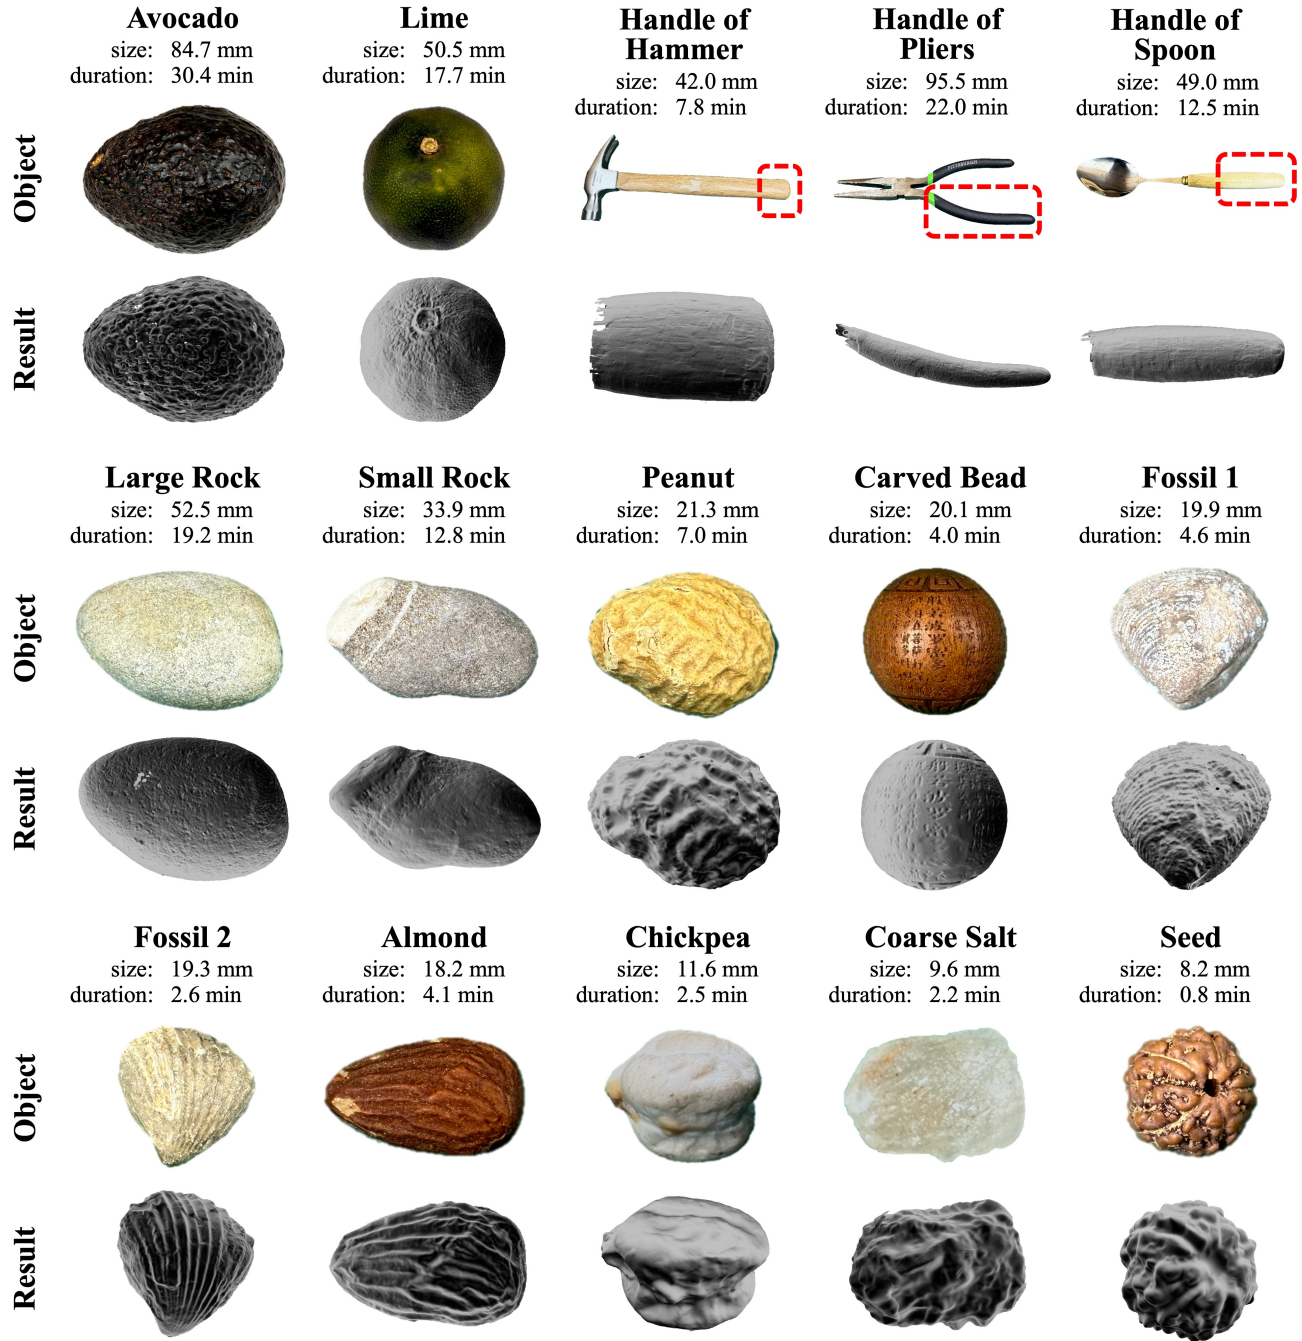 Avocado
size: 84.7 mm
duration: 30.4 min
Lime
size: 50.5 mm
duration: 17.7 min
Handle of
Hammer
size: 42.0 mm
duration: 7.8 min
Handle of
Pliers
size: 95.5 mm
duration: 22.0 min
Handle of
Spoon
size: 49.0 mm
duration: 12.5 min
Object
Result
Large Rock
size: 52.5 mm
duration: 19.2 min
Small Rock
size: 33.9 mm
duration: 12.8 min
Peanut
size: 21.3 mm
duration: 7.0 min
Carved Bead
size: 20.1 mm
duration: 4.0 min
Fossil 1
size: 19.9 mm
duration: 4.6 min
Object
Result
Fossil 2
size: 19.3 mm
duration: 2.6 min
Almond
size: 18.2 mm
duration: 4.1 min
Chickpea
size: 11.6 mm
duration: 2.5 min
Coarse Salt
size: 9.6 mm
duration: 2.2 min
Seed
size: 8.2 mm
duration: 0.8 min
Object
Result